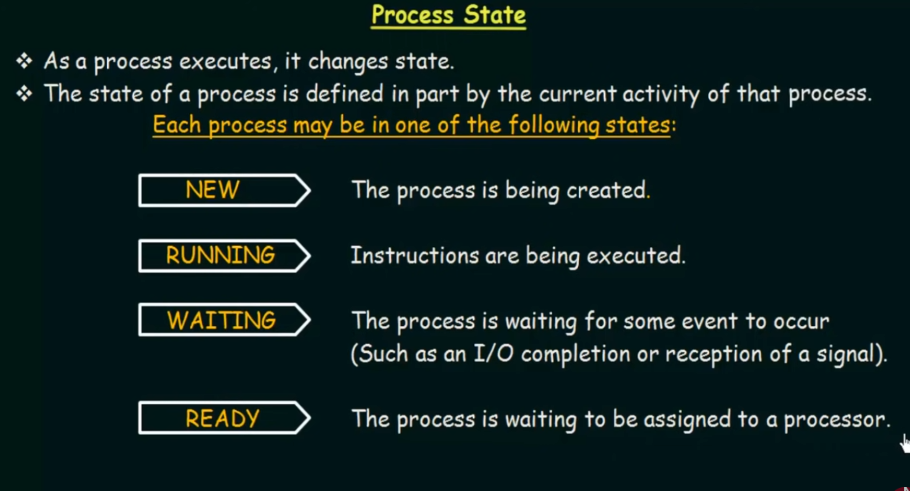 Process State
❖ As a process executes, it changes state.
❖ The state of a process is defined in part by the current activity of that process.
Each process may be in one of the following states:
NEW The process is being created.
RUNNING Instructions are being executed.
WAITING The process is waiting for some event to occur
(Such as an I/O completion or reception of a signal).
READY The process is waiting to be assigned to a processor.